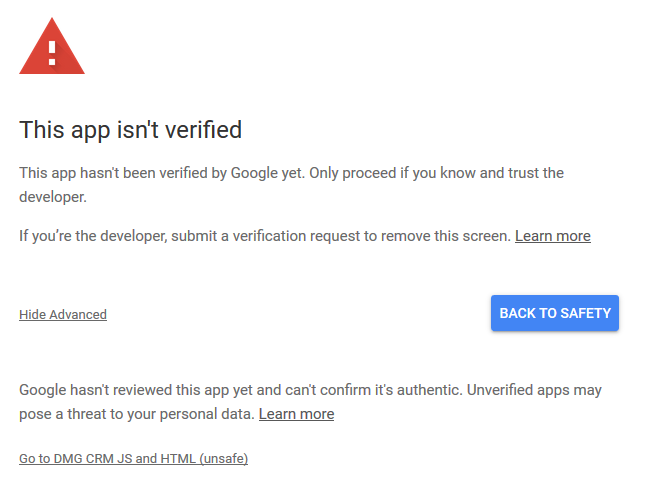 This app isn't verified
This app hasn't been verified by Google yet. Only proceed if you know and trust the
developer.
If you’re the developer, submit a verification request to remove this screen. Learn more
Hide Advanced
BACK TO SAFETY
Google hasn't reviewed this app yet and can't confirm it's authentic. Unverified apps may
pose a threat to your personal data. Learn more
Go to DMG CRM JS and HTML (unsafe)